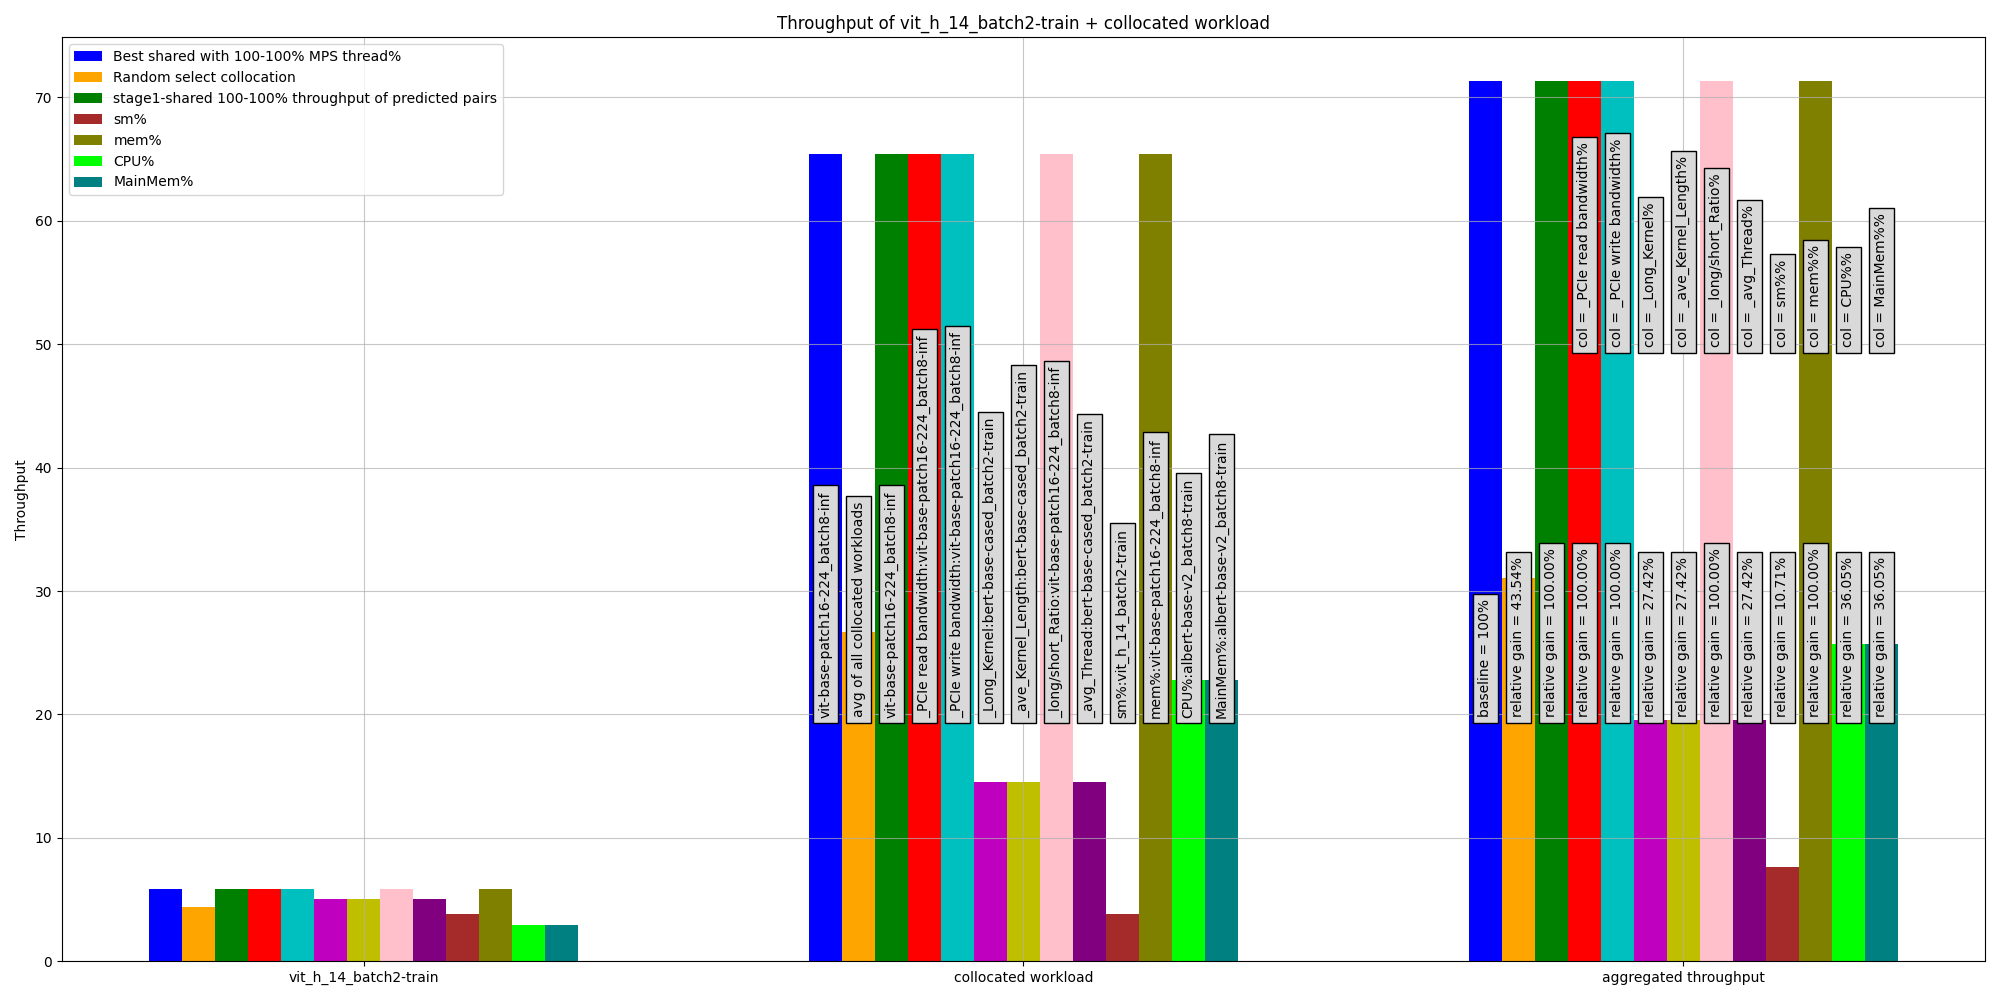 Throughput of vit_h_14_batch2-train + collocated workload
Best shared with 100-100% MPS thread%
Random select collocation
stage1-shared 100-100% throughput of predicted pairs
sm%
mem%
CPU%
MainMem%
Throughput
70
60
50
40
30
20
10
0
vit-base-patch16-224_batch8-inf
avg of all collocated workloads
vit-base-patch16-224_batch8-inf
_PCIe read bandwidth:vit-base-patch16-224_batch8-inf
_PCIe write bandwidth:vit-base-patch16-224_batch8-inf
_Long_Kernel:bert-base-cased_batch2-train
_ave_Kernel_Length:bert-base-cased_batch2-train
_long/short_Ratio:vit-base-patch16-224_batch8-inf
_avg_Thread:bert-base-cased_batch2-train
sm%:vit_h_14_batch2-train
mem%:vit-base-patch16-224_batch8-inf
CPU%:albert-base-v2_batch8-train
MainMem%:albert-base-v2_batch8-train
col = _PCIe read bandwidth%
col = _PCIe write bandwidth%
col = _Long_Kernel%
col = _ave_Kernel_Length%
col = _long/short_Ratio%
col = _avg_Thread%
col = sm%%
col = mem%%
col = CPU%%
col = MainMem%%
baseline = 100%
relative gain = 43.54%
relative gain = 100.00%
relative gain = 100.00%
relative gain = 100.00%
relative gain = 27.42%
relative gain = 27.42%
relative gain = 100.00%
relative gain = 27.42%
relative gain = 10.71%
relative gain = 100.00%
relative gain = 36.05%
relative gain = 36.05%
vit_h_14_batch2-train
collocated workload
aggregated throughput